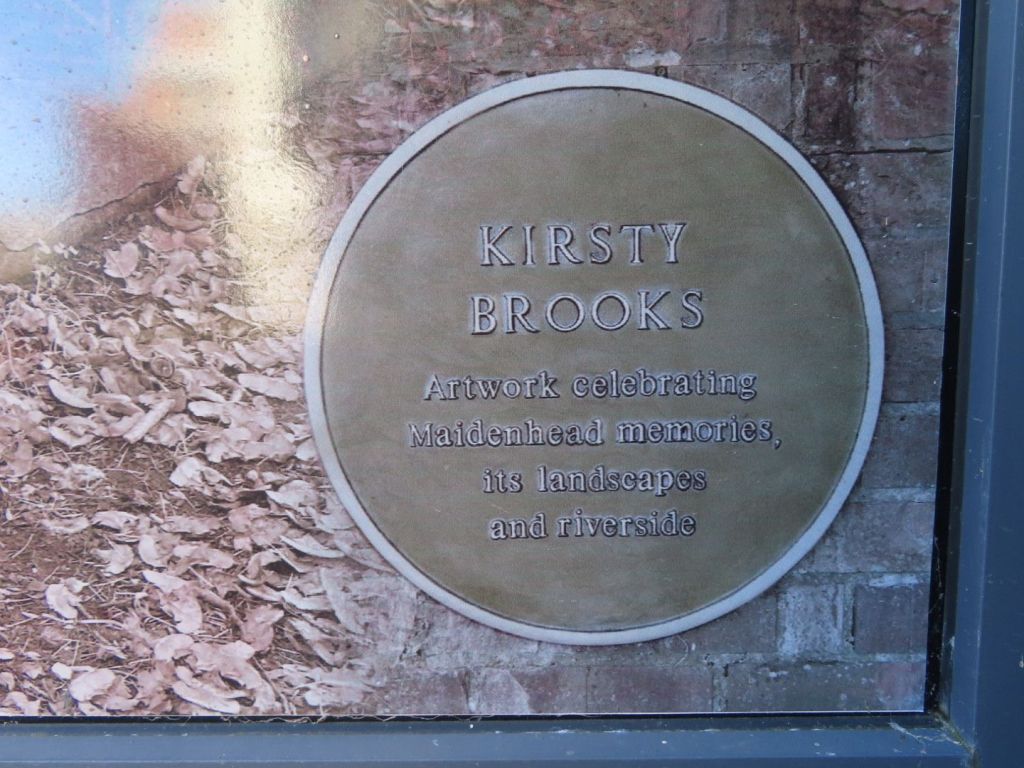 KIRSTY
BROOKS
Artwork celebrating
Maidenhead memories,
its landscapes
and riverside